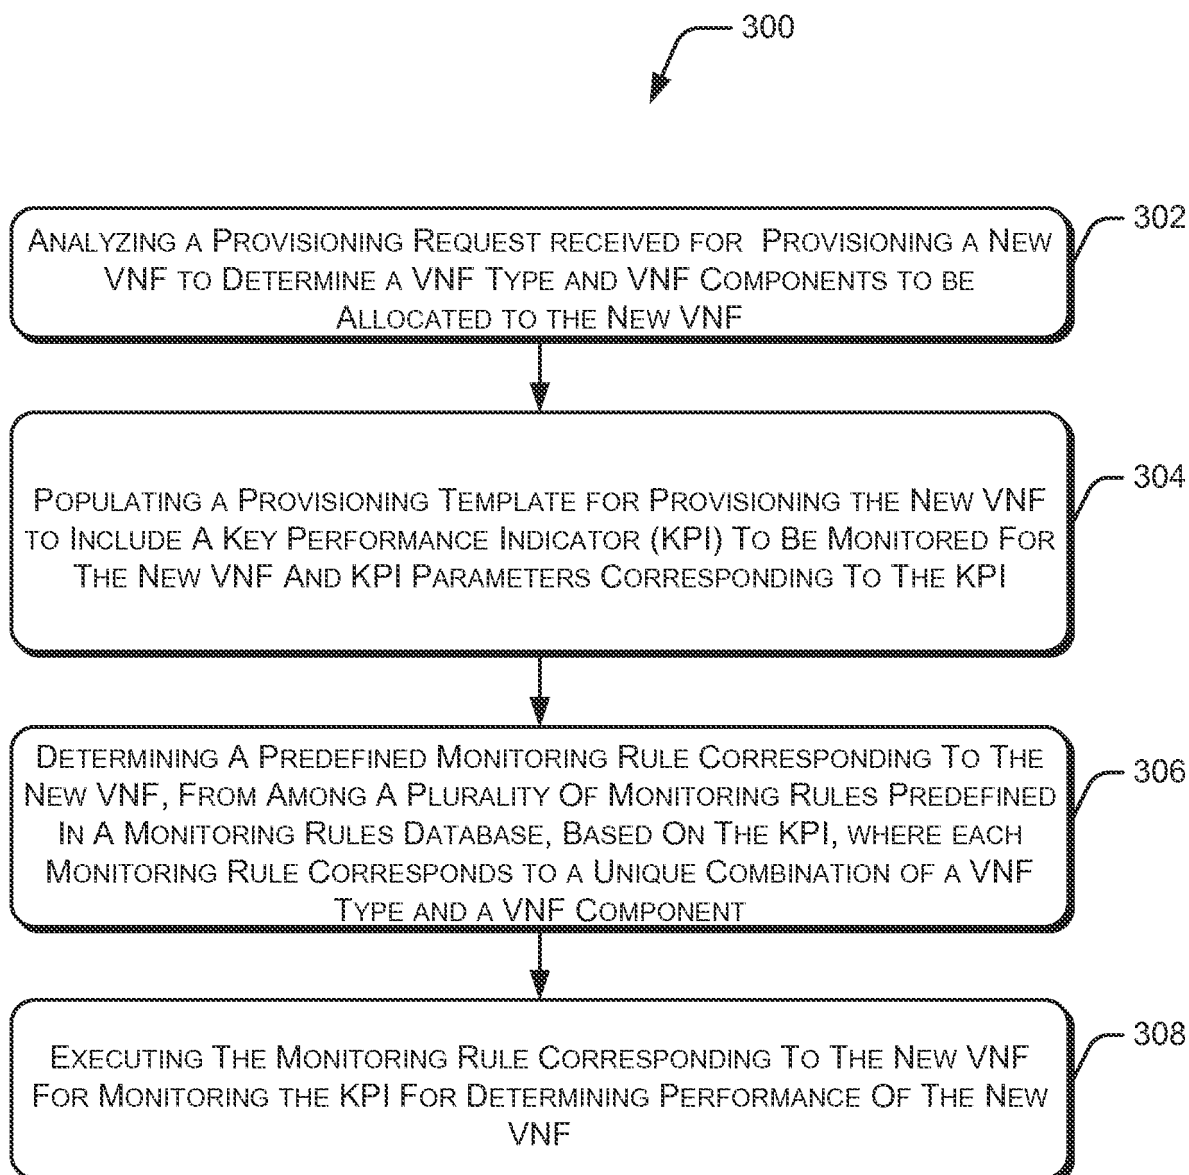 300
302
ANALYZING A PROVISIONING REQUEST RECEIVED FOR PROVISIONING A NEW
VNF TO DETERMINE A VNF TYPE AND VNF COMPONENTS TO BE
ALLOCATED TO THE NEW VNF
304
POPULATING A PROVISIONING TEMPLATE FOR PROVISIONING THE NEW VNF
TO INCLUDE A KEY PERFORMANCE INDICATOR (KPI) TO BE MONITORED FOR
THE NEW VNF AND KPI PARAMETERS CORRESPONDING TO THE KPI
306
DETERMINING A PREDEFINED MONITORING RULE CORRESPONDING TO THE
NEW VNF, FROM AMONG A PLURALITY OF MONITORING RULES PREDEFINED
IN A MONITORING RULES DATABASE, BASED ON THE KPI, WHERE EACH
MONITORING RULE CORRESPONDS TO A UNIQUE COMBINATION OF A VNF
TYPE AND A VNF COMPONENT
308
EXECUTING THE MONITORING RULE CORRESPONDING TO THE NEW VNF
FOR MONITORING THE KPI FOR DETERMINING PERFORMANCE OF THE NEW
VNF